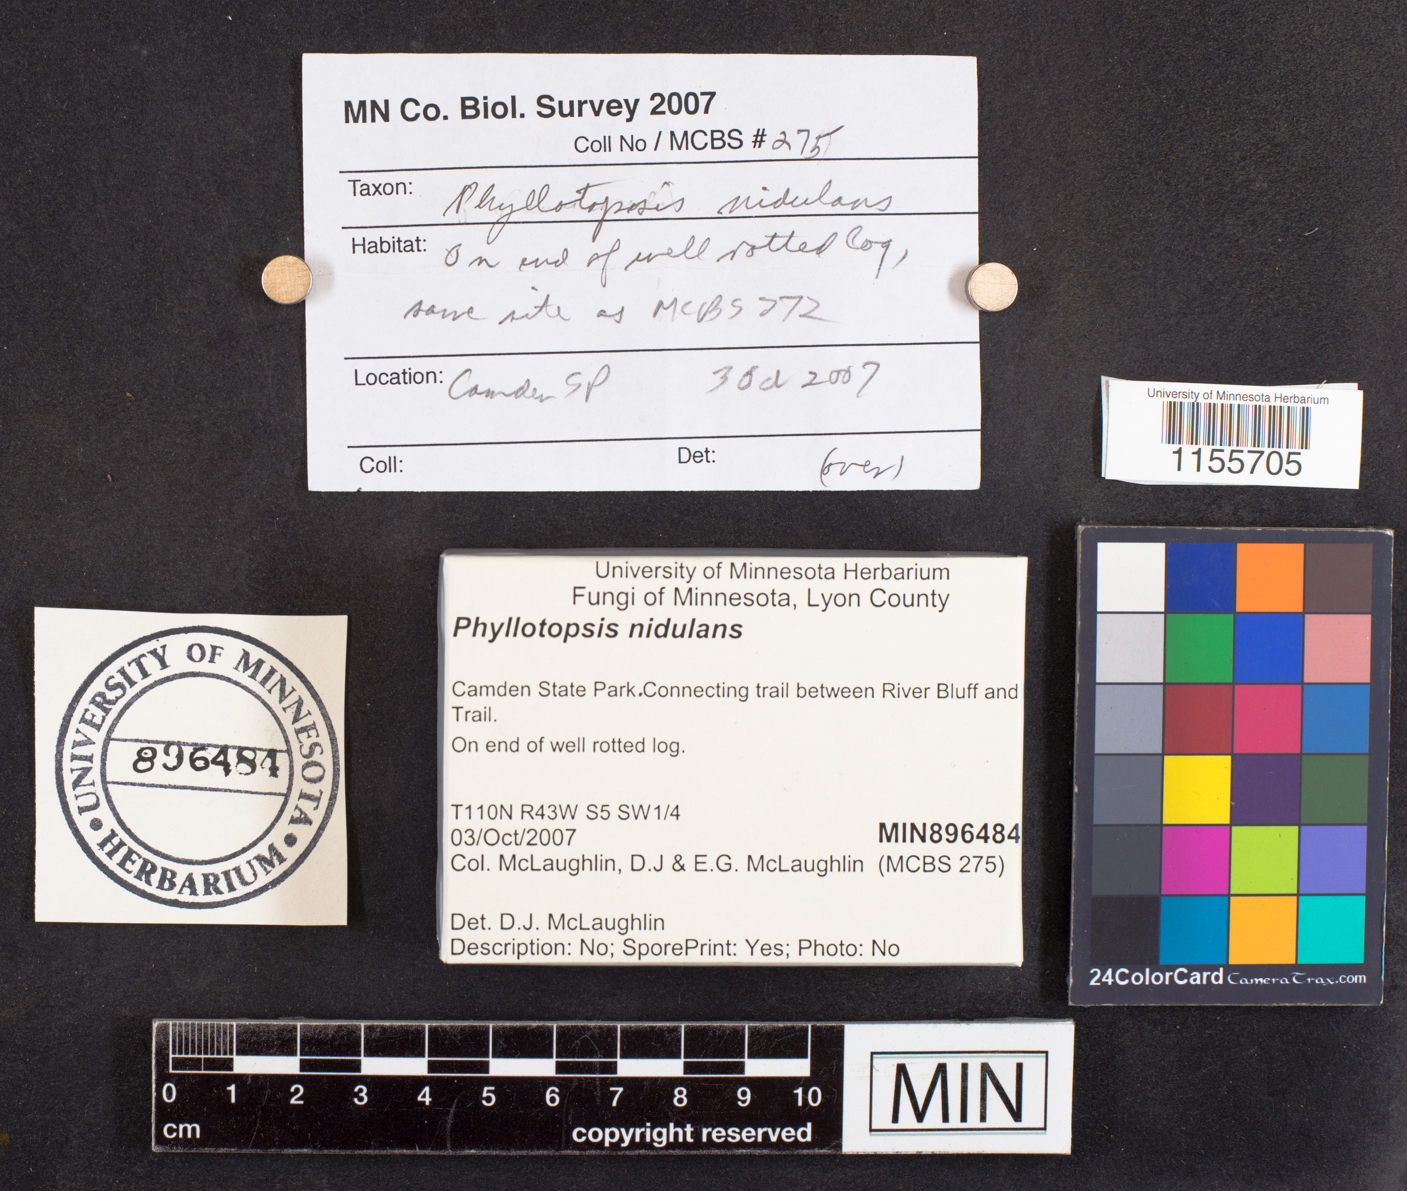 MN Co. Biol. Survey 2007
Coll No / MCBS # 275
Taxon: Phyllotopsis nidulans
Habitat: On end of well rotted log,
same site as MCBS 272
Location: Camden SP 3 Oct 2007
Coll: Det: (over)
University of Minnesota Herbarium
1155705
University of Minnesota Herbarium
Fungi of Minnesota, Lyon County
Phyllotopsis nidulans
Camden State Park.Connecting trail between River Bluff and
Trail.
On end of well rotted log.
T110N R43W S5 SW1/4
03/Oct/2007 MIN896484
Col. McLaughlin, D.J & E.G. McLaughlin (MCBS 275)
Det. D.J. McLaughlin
Description: No; SporePrint: Yes; Photo: No
UNIVERSITY OF MINNESOTA
896484
HERBARIUM
24ColorCard CameraTrax.com
0 1 2 3 4 5 6 7 8 9 10
cm copyright reserved
MIN